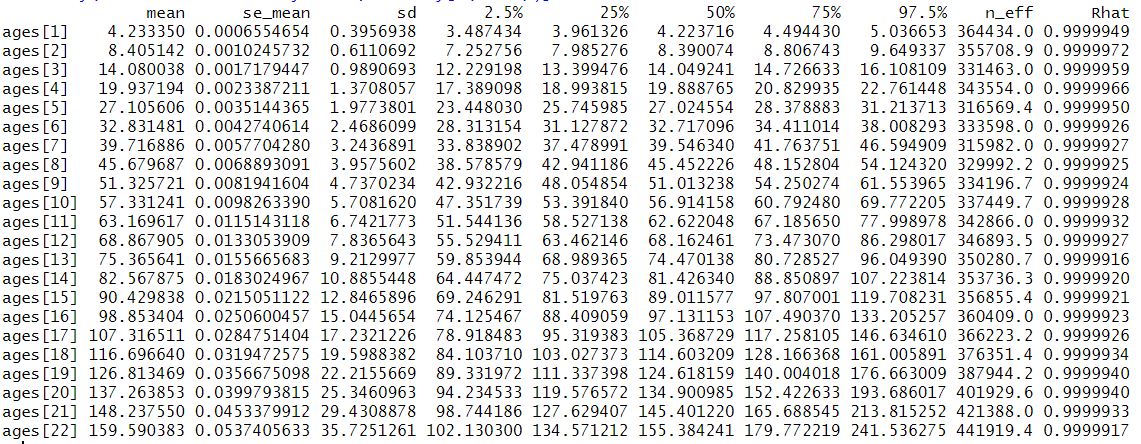 mean se_mean sd 2.5% 25% 50% 75% 97.5% n_eff Rhat
ages[1] 4.233350 0.0006554654 0.3956938 3.487434 3.961326 4.223716 4.494430 5.036653 364434.0 0.9999949
ages[2] 8.405142 0.0010245732 0.6110692 7.252756 7.985276 8.390074 8.806743 9.649337 355708.9 0.9999972
ages[3] 14.080038 0.0017179447 0.9890693 12.229198 13.399476 14.049241 14.726633 16.108109 331463.0 0.9999959
ages[4] 19.937194 0.0023387211 1.3708057 17.389098 18.993815 19.888765 20.829935 22.761448 343554.0 0.9999966
ages[5] 27.105606 0.0035144365 1.9773801 23.448030 25.745985 27.024554 28.378883 31.213713 316569.4 0.9999950
ages[6] 32.831481 0.0042740614 2.4686099 28.313154 31.127872 32.717096 34.411014 38.008293 333598.0 0.9999926
ages[7] 39.716886 0.0057704280 3.2436891 33.838902 37.478991 39.546340 41.763751 46.594909 315982.0 0.9999927
ages[8] 45.679687 0.0068893091 3.9575602 38.578579 42.941186 45.452226 48.152804 54.124320 329992.2 0.9999925
ages[9] 51.325721 0.0081941604 4.7370234 42.932216 48.054854 51.013238 54.250274 61.553965 334196.7 0.9999924
ages[10] 57.331241 0.0098263390 5.7081620 47.351739 53.391840 56.914158 60.792480 69.772205 337449.7 0.9999928
ages[11] 63.169617 0.0115143118 6.7421773 51.544136 58.527138 62.622048 67.185650 77.998978 342866.0 0.9999932
ages[12] 68.867905 0.0133053909 7.8365643 55.529411 63.462146 68.162461 73.473070 86.298017 346893.5 0.9999927
ages[13] 75.365641 0.0155665683 9.2129977 59.853944 68.989365 74.470138 80.728527 96.049390 350280.7 0.9999916
ages[14] 82.567875 0.0183024967 10.8855448 64.447472 75.037423 81.426340 88.850897 107.223814 353736.3 0.9999920
ages[15] 90.429838 0.0215051122 12.8465896 69.246291 81.519763 89.011577 97.807001 119.708231 356855.4 0.9999921
ages[16] 98.853404 0.0250600457 15.0445654 74.125467 88.409059 97.131153 107.490370 133.205257 360409.0 0.9999923
ages[17] 107.316511 0.0284751404 17.2321226 78.918483 95.319383 105.368729 117.258105 146.634610 366223.2 0.9999926
ages[18] 116.696640 0.0319472575 19.5988382 84.103710 103.027373 114.603209 128.166368 161.005891 376351.4 0.9999934
ages[19] 126.813469 0.0356675098 22.2155669 89.331972 111.337398 124.618159 140.004018 176.663009 387944.2 0.9999940
ages[20] 137.263853 0.0399793815 25.3460963 94.234533 119.576572 134.900985 152.422633 193.686017 401929.6 0.9999940
ages[21] 148.237550 0.0453379912 29.4308878 98.744186 127.629407 145.401220 165.688545 213.815252 421388.0 0.9999933
ages[22] 159.590383 0.0537405633 35.7251261 102.130300 134.571212 155.384241 179.772219 241.536275 441919.4 0.9999917